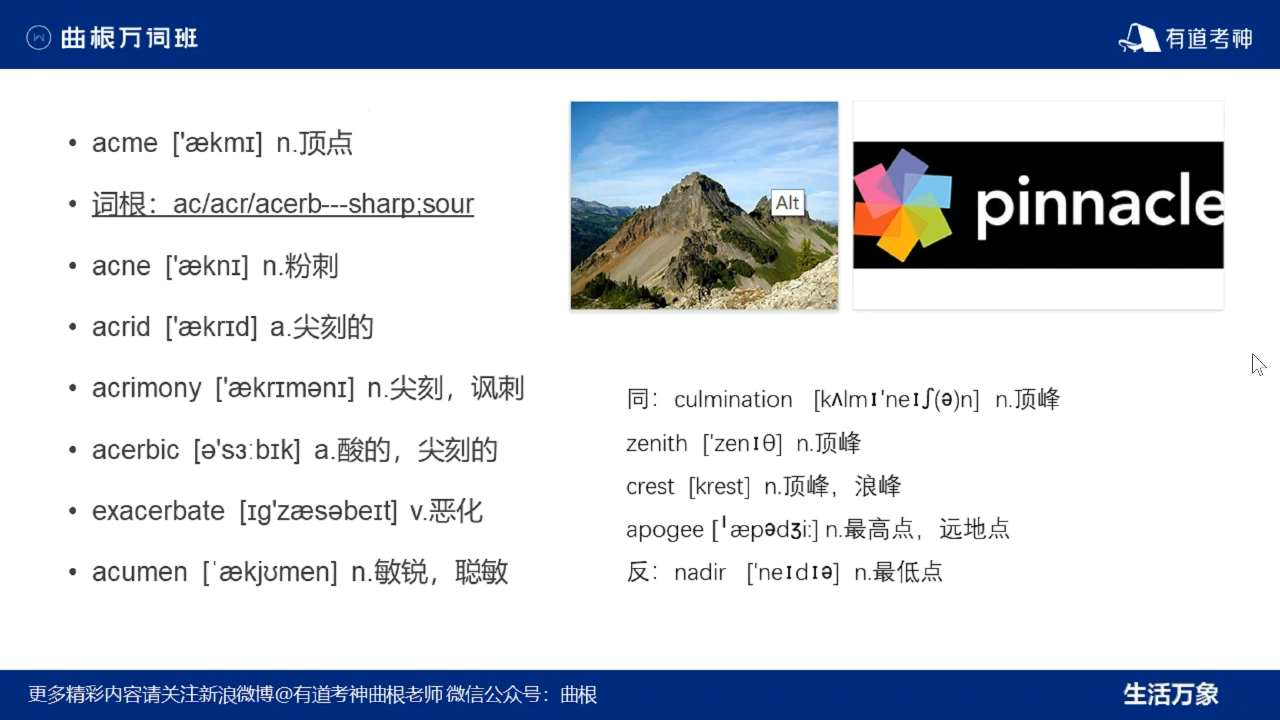 曲根万词班
有道考神
• acme ['ækmɪ] n.顶点
• 词根：ac/acr/acerb---sharp;sour
• acne ['æknɪ] n.粉刺
• acrid ['ækrɪd] a.尖刻的
• acrimony ['ækrɪmənɪ] n.尖刻，讽刺
• acerbic [ə'sɜːbɪk] a.酸的，尖刻的
• exacerbate [ɪg'zæsəbeɪt] v.恶化
• acumen [ˈækjʊmen] n.敏锐，聪敏
Alt
pinnacle
同：culmination [kʌlmɪ'neɪʃ(ə)n] n.顶峰
zenith ['zenɪθ] n.顶峰
crest [krest] n.顶峰，浪峰
apogee [ˈæpədʒiː] n.最高点，远地点
反：nadir ['neɪdɪə] n.最低点
更多精彩内容请关注新浪微博@有道考神曲根老师 微信公众号：曲根
生活万象